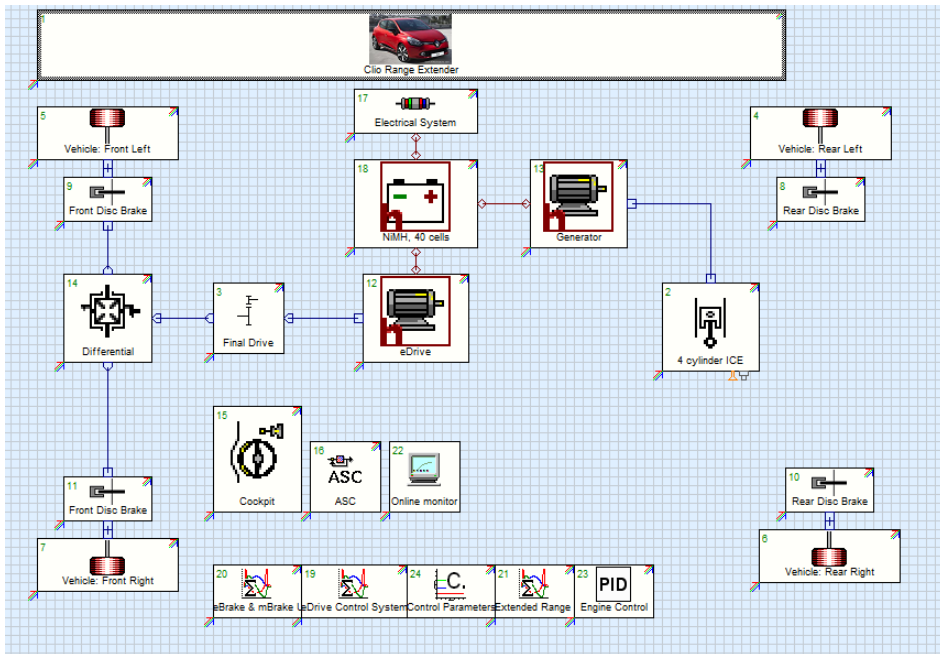 1
Clio Range Extender
5
Vehicle: Front Left
17
Electrical System
4
Vehicle: Rear Left
9
Front Disc Brake
18
NiMH, 40 cells
13
Generator
8
Rear Disc Brake
14
Differential
3
Final Drive
12
eDrive
2
4 cylinder ICE
15
Cockpit
16
ASC
ASC
22
Online monitor
11
Front Disc Brake
10
Rear Disc Brake
7
Vehicle: Front Right
6
Vehicle: Rear Right
20
eBrake & mBrake
19
eDrive Control System
24
C.
Control Parameters
21
Extended Range
23
PID
Engine Control